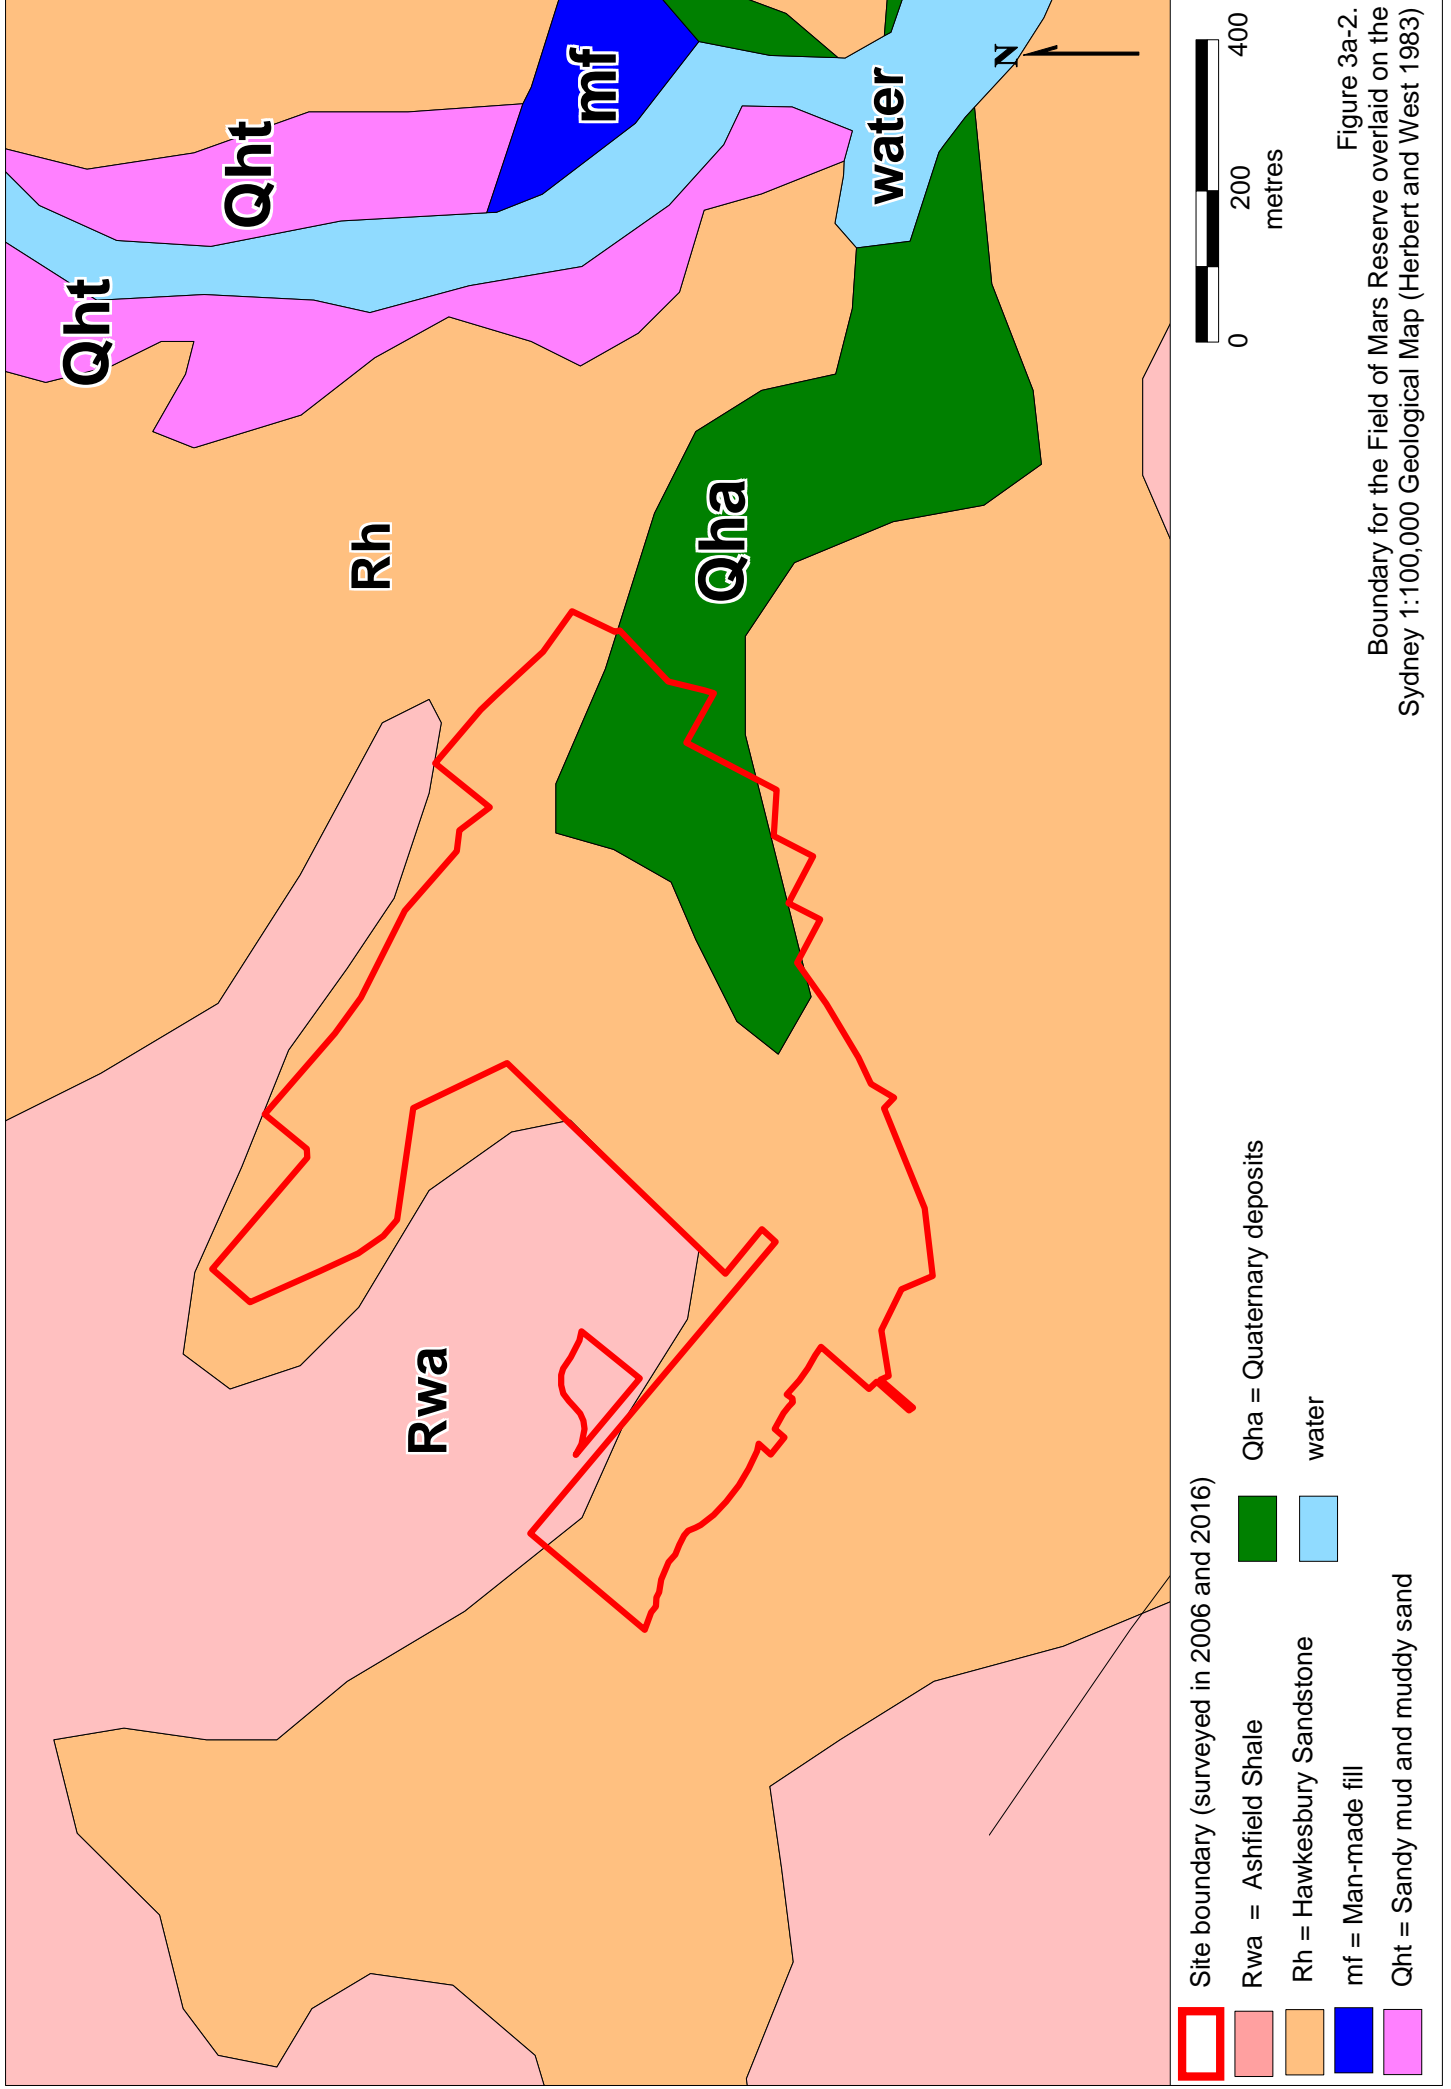 Qht
Qht
mf
Rh
Qha
water
Rwa
N
0 200 400
metres
Site boundary (surveyed in 2006 and 2016)
Rwa = Ashfield Shale
Rh = Hawkesbury Sandstone
mf = Man-made fill
Qht = Sandy mud and muddy sand
Qha = Quaternary deposits
water
Figure 3a-2.
Boundary for the Field of Mars Reserve overlaid on the
Sydney 1:100,000 Geological Map (Herbert and West 1983)